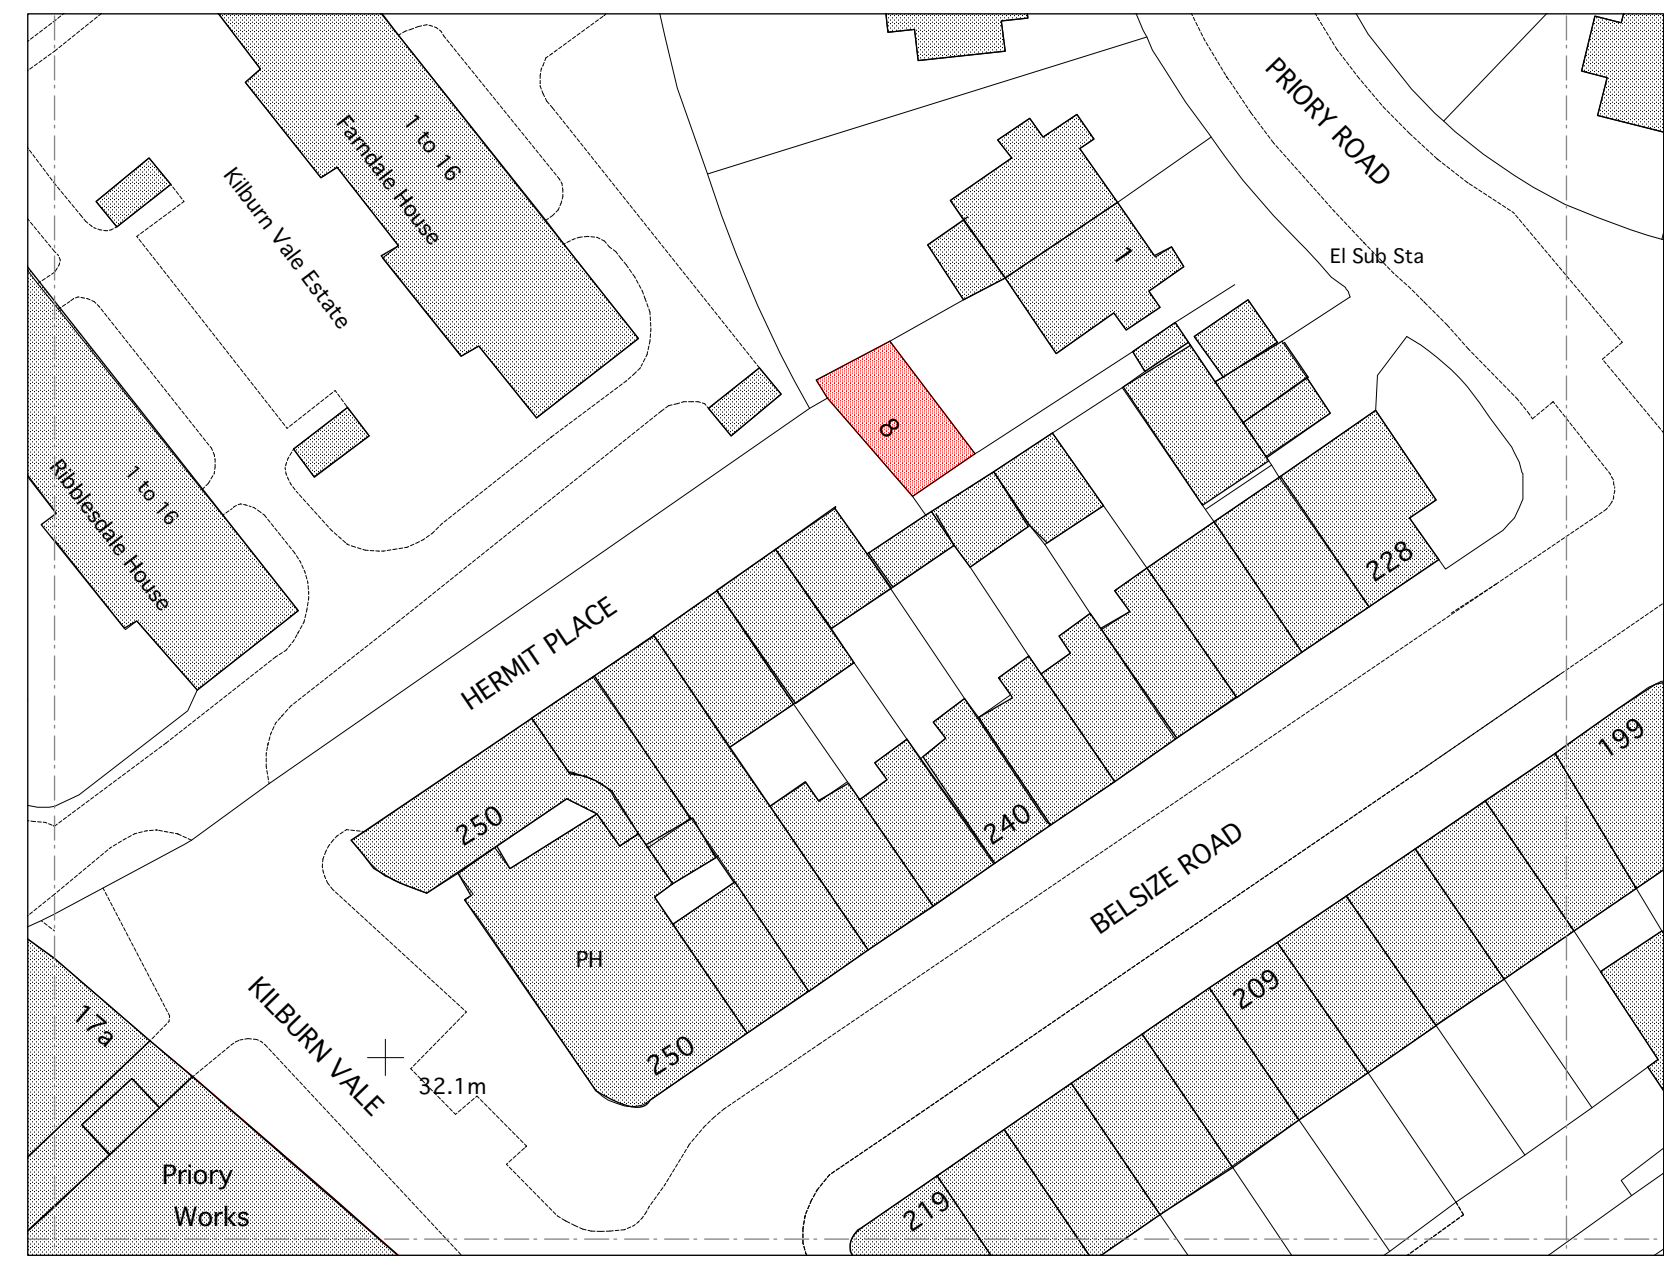 PRIORY ROAD
1 to 16
Farndale House
Kilburn Vale Estate
1
El Sub Sta
8
1 to 16
Ribblesdale House
228
HERMIT PLACE
199
250
240
BELSIZE ROAD
PH
209
17a
KILBURN VALE
250
32.1m
Priory
Works
219